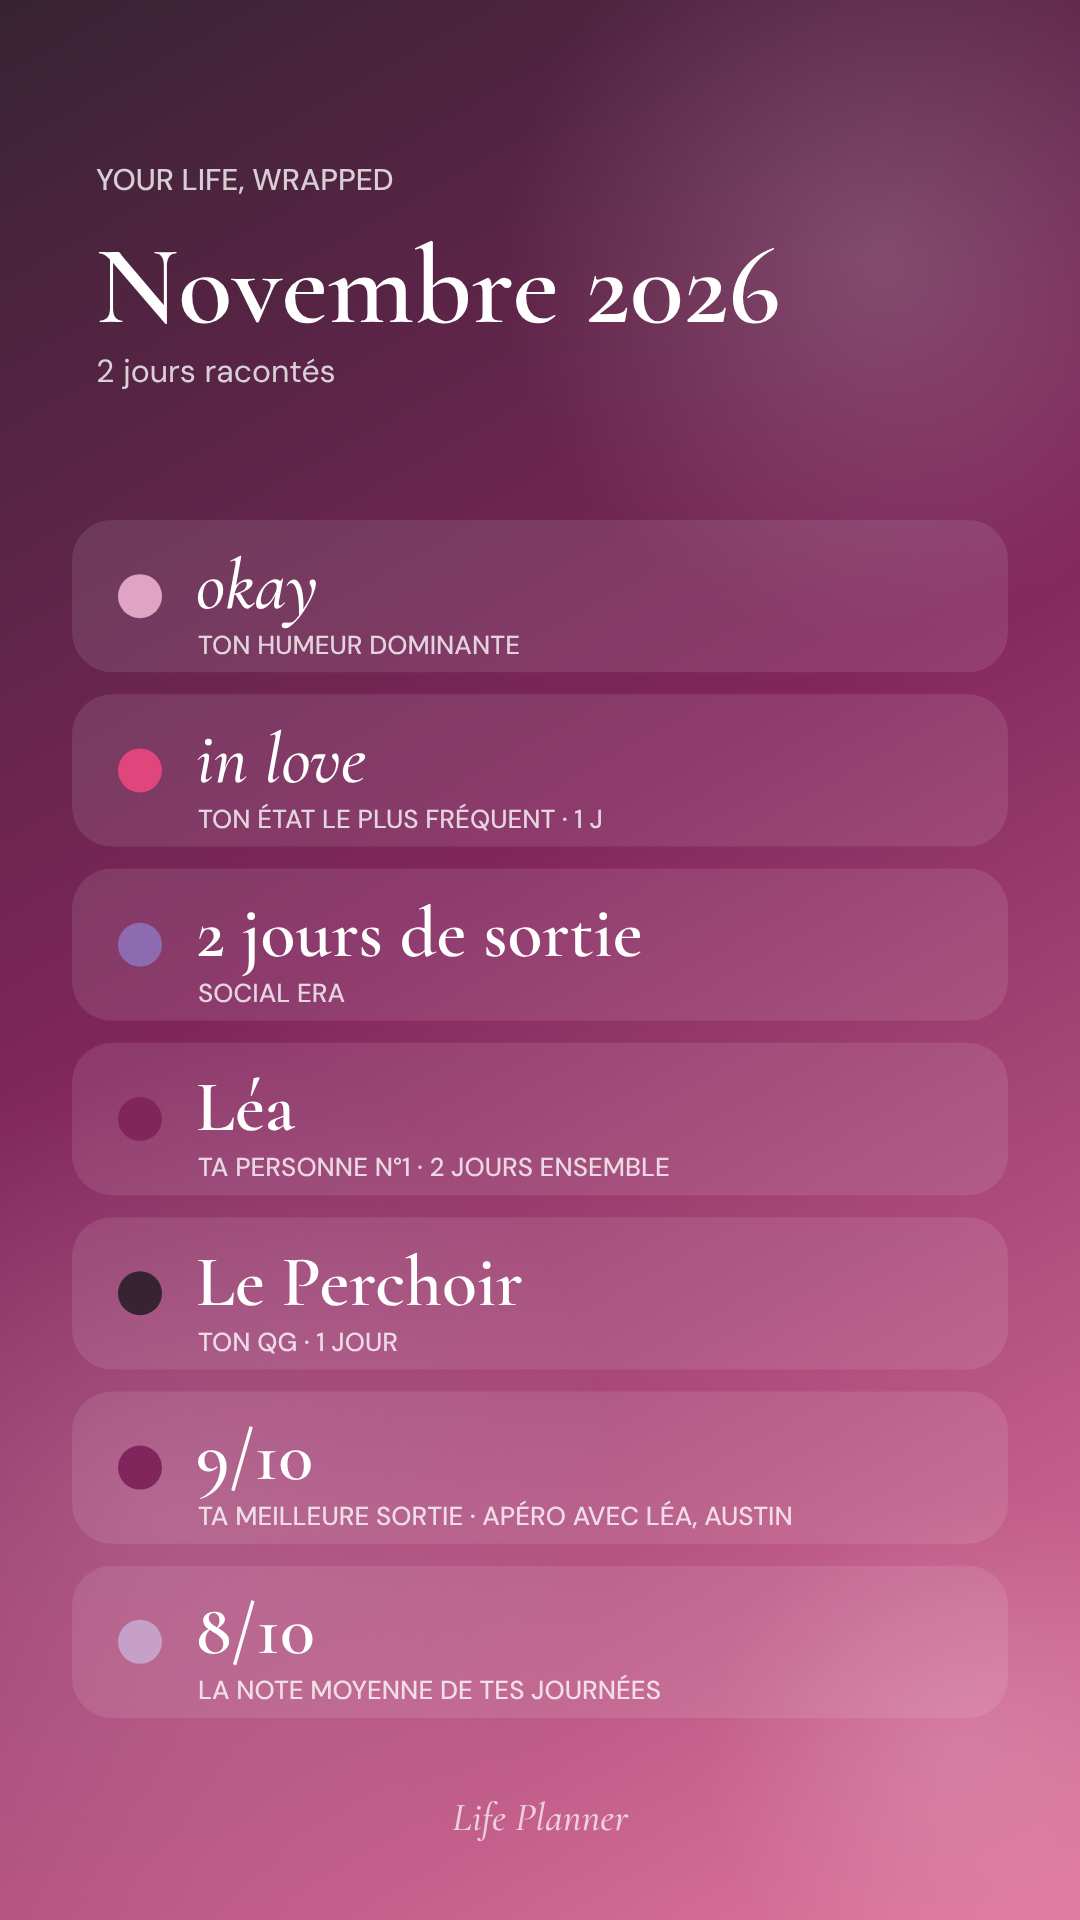 YOUR LIFE, WRAPPED
Novembre 2026
2 jours racontés
okay
TON HUMEUR DOMINANTE
in love
TON ÉTAT LE PLUS FRÉQUENT · 1 J
2 jours de sortie
SOCIAL ERA
Léa
TA PERSONNE N°1 · 2 JOURS ENSEMBLE
Le Perchoir
TON QG · 1 JOUR
9/10
TA MEILLEURE SORTIE · APÉRO AVEC LÉA, AUSTIN
8/10
LA NOTE MOYENNE DE TES JOURNÉES
Life Planner